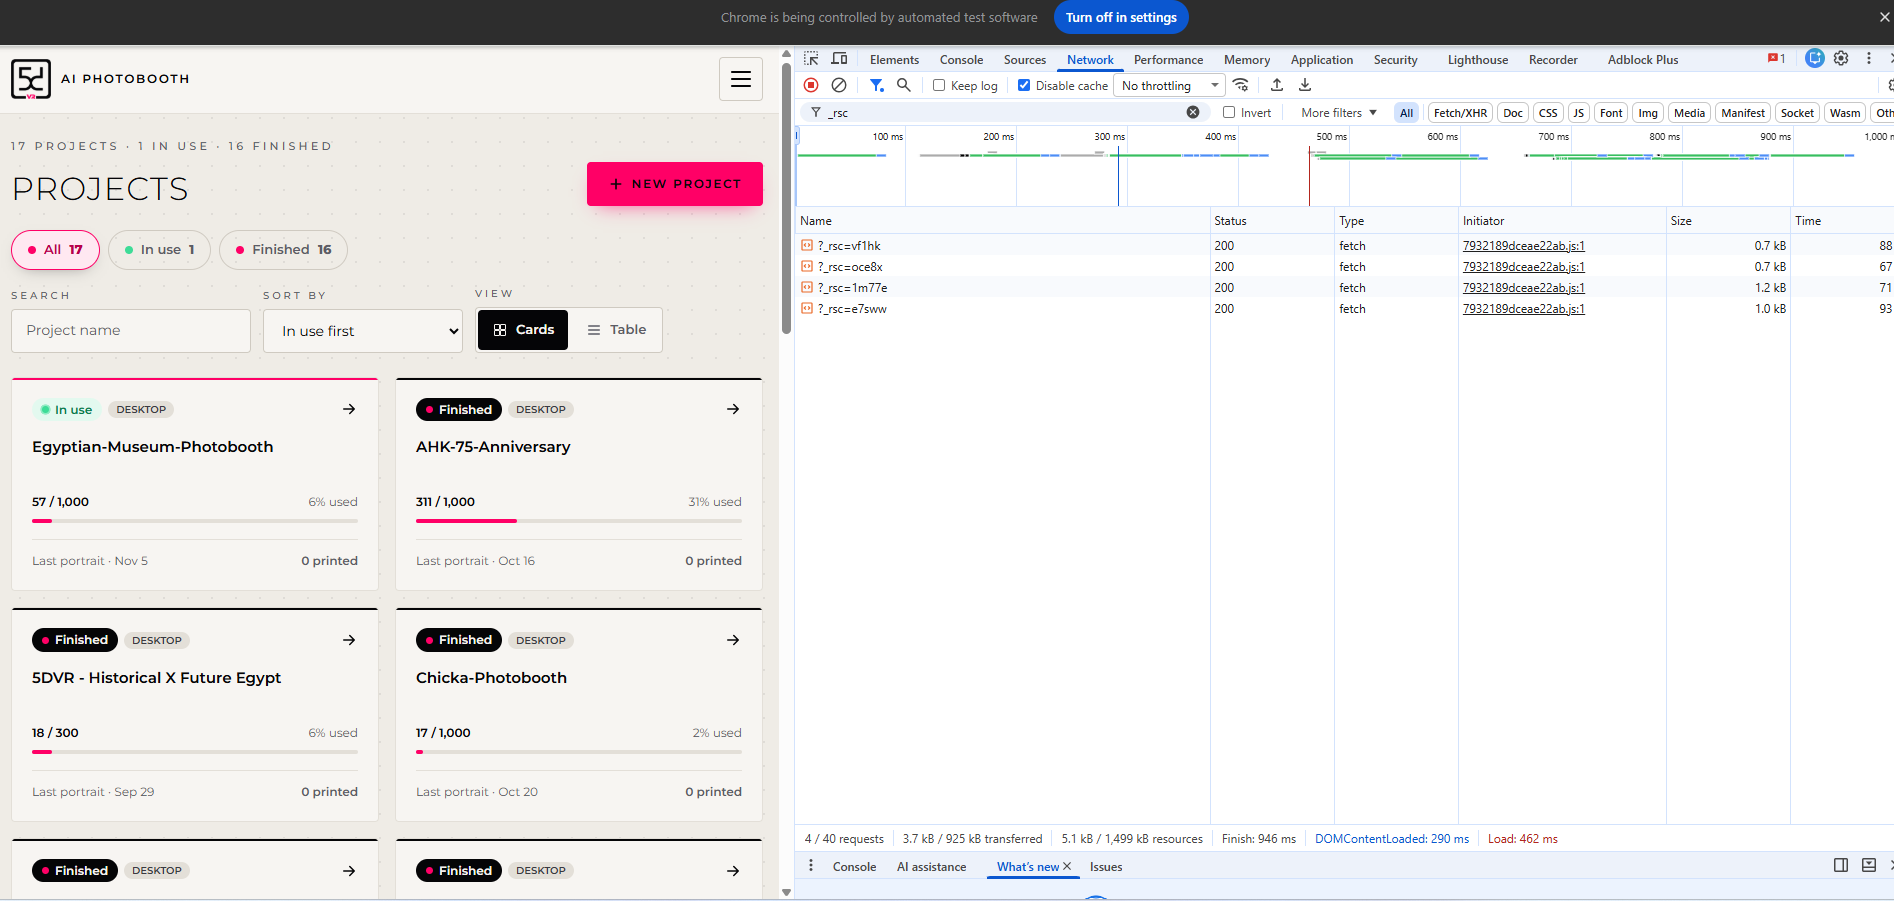 Chrome is being controlled by automated test software Turn off in settings
V2
AI PHOTOBOOTH
17 PROJECTS · 1 IN USE · 16 FINISHED
PROJECTS
+ NEW PROJECT
All 17 In use 1 Finished 16
SEARCH SORT BY VIEW
Project name In use first Cards Table
In use DESKTOP
Egyptian-Museum-Photobooth
57 / 1,000 6% used
Last portrait · Nov 5 0 printed
Finished DESKTOP
AHK-75-Anniversary
311 / 1,000 31% used
Last portrait · Oct 16 0 printed
Finished DESKTOP
5DVR - Historical X Future Egypt
18 / 300 6% used
Last portrait · Sep 29 0 printed
Finished DESKTOP
Chicka-Photobooth
17 / 1,000 2% used
Last portrait · Oct 20 0 printed
Finished DESKTOP
Finished DESKTOP
Elements Console Sources Network Performance Memory Application Security Lighthouse Recorder Adblock Plus 1
Keep log Disable cache No throttling
_rsc Invert More filters All Fetch/XHR Doc CSS JS Font Img Media Manifest Socket Wasm Oth
100 ms 200 ms 300 ms 400 ms 500 ms 600 ms 700 ms 800 ms 900 ms 1,000 m
Name Status Type Initiator Size Time
?_rsc=vf1hk 200 fetch 7932189dceae22ab.js:1 0.7 kB 88
?_rsc=oce8x 200 fetch 7932189dceae22ab.js:1 0.7 kB 67
?_rsc=1m77e 200 fetch 7932189dceae22ab.js:1 1.2 kB 71
?_rsc=e7sww 200 fetch 7932189dceae22ab.js:1 1.0 kB 93
4 / 40 requests 3.7 kB / 925 kB transferred 5.1 kB / 1,499 kB resources Finish: 946 ms DOMContentLoaded: 290 ms Load: 462 ms
Console AI assistance What's new Issues